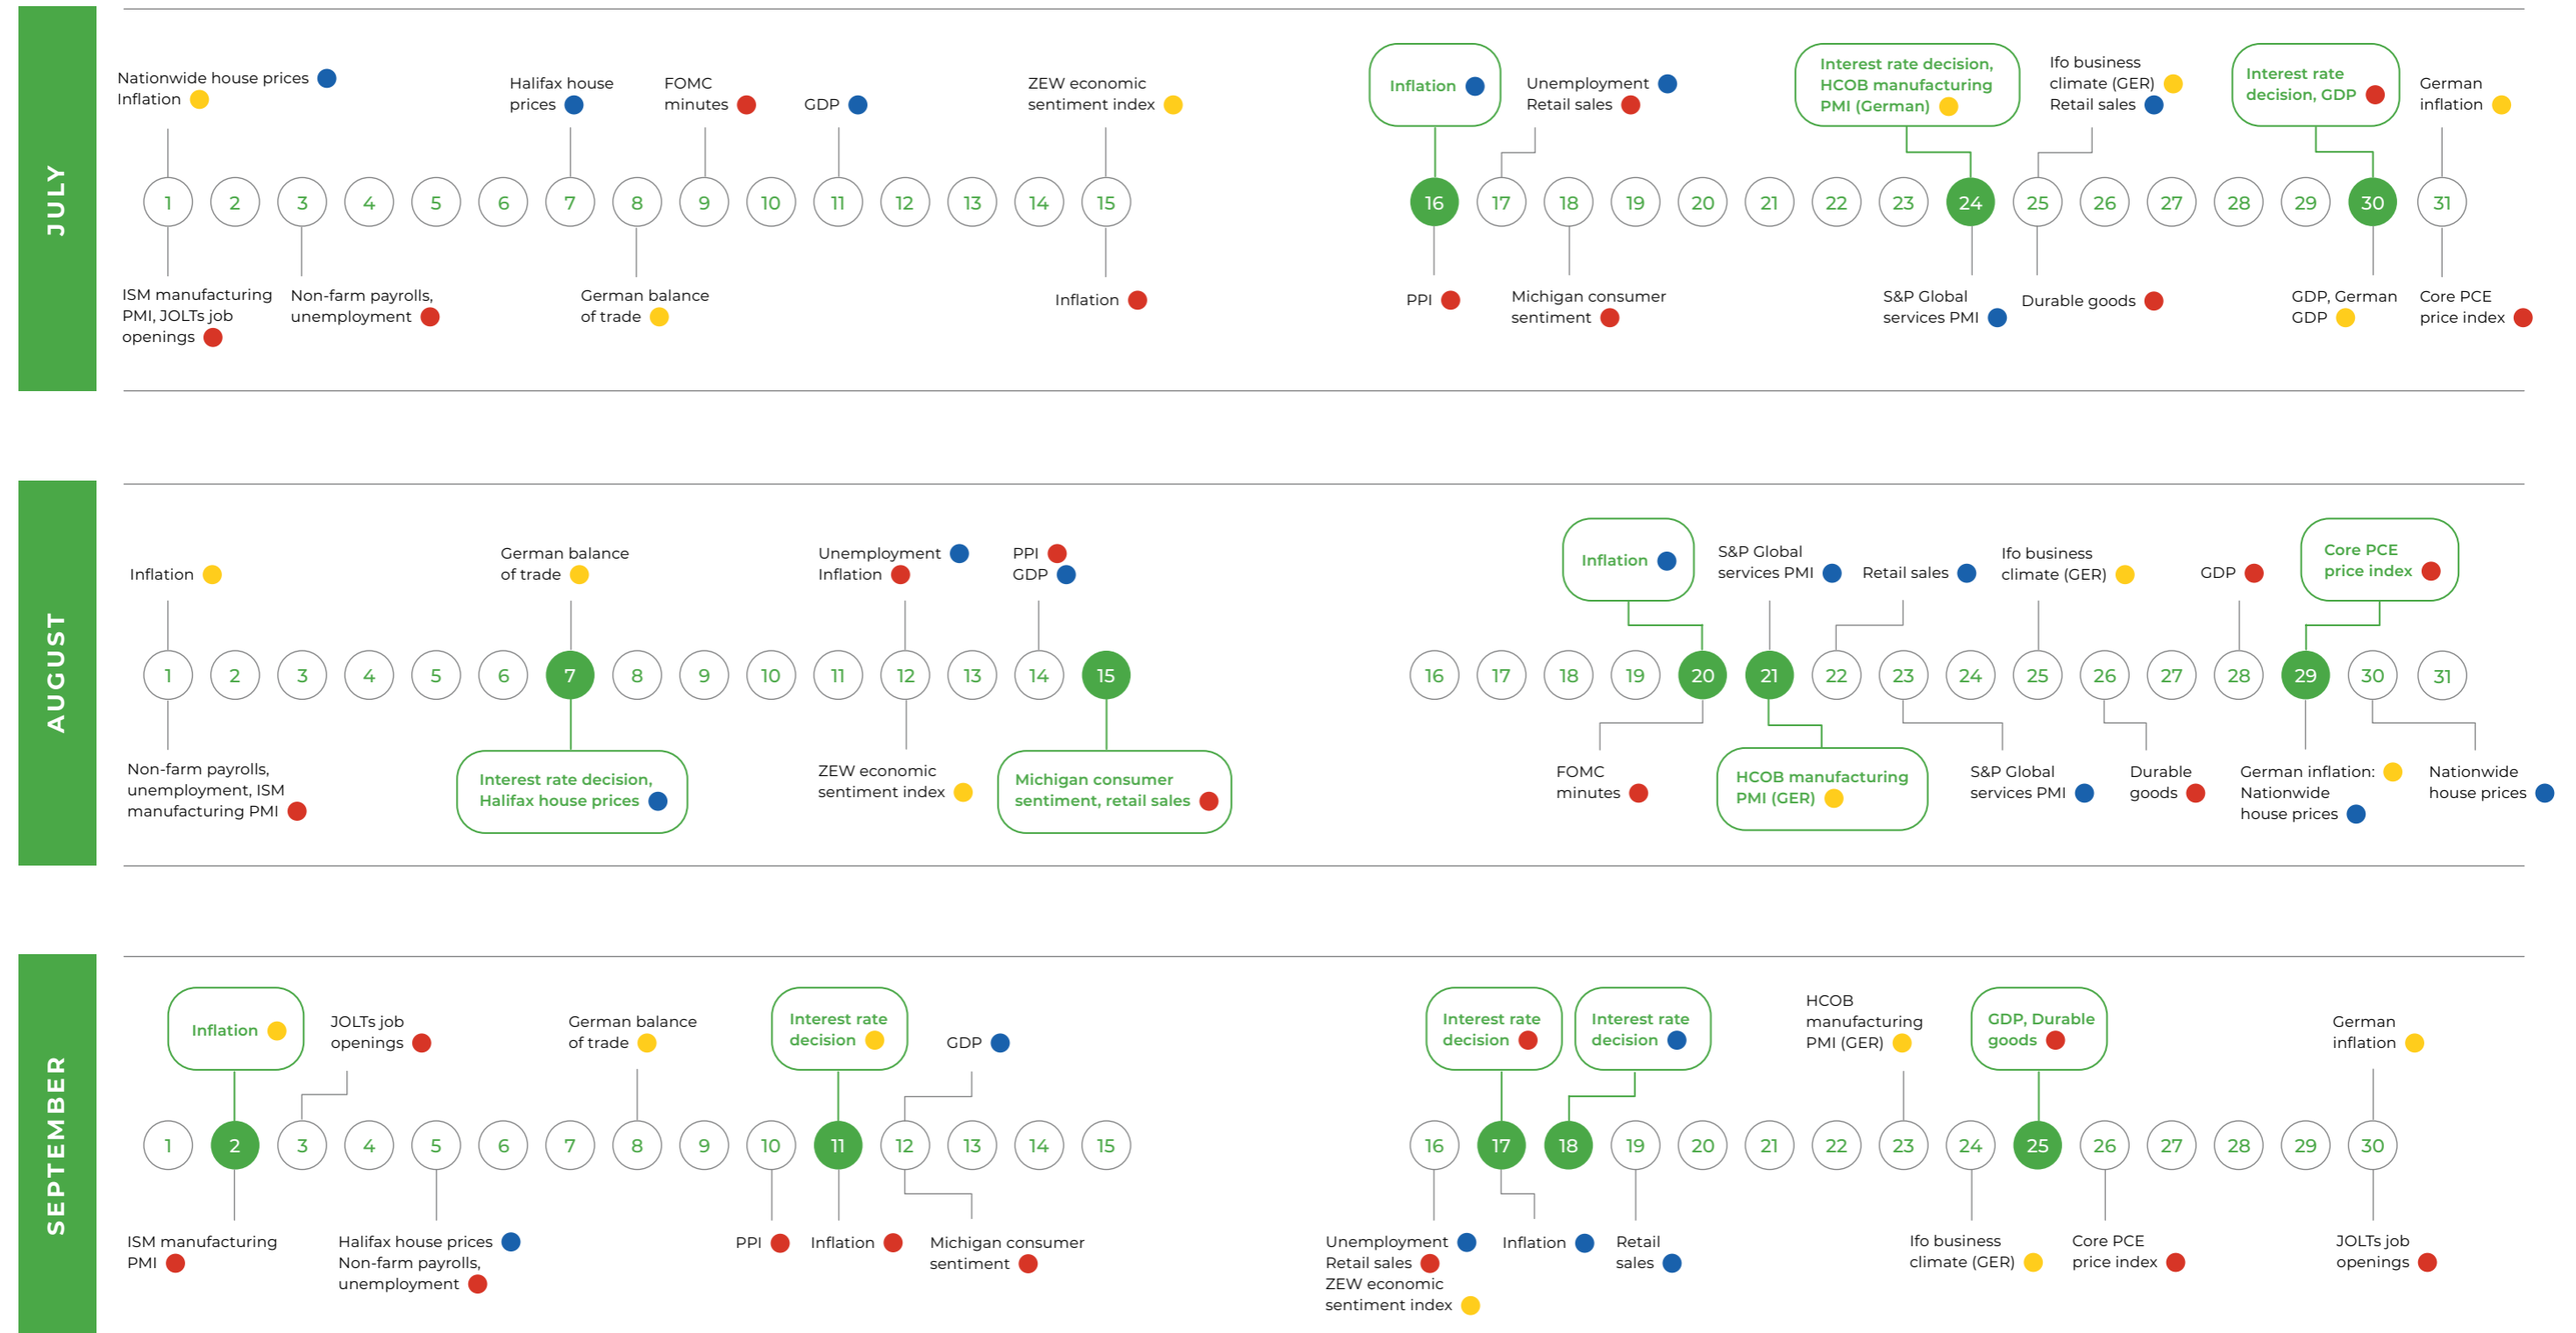 JULY
Nationwide house prices
Inflation
Halifax house
prices
FOMC
minutes
GDP
ZEW economic
sentiment index
Inflation
Unemployment
Retail sales
Interest rate decision,
HCOB manufacturing
PMI (German)
Ifo business
climate (GER)
Retail sales
Interest rate
decision, GDP
German
inflation
1 2 3 4 5 6 7 8 9 10 11 12 13 14 15 16 17 18 19 20 21 22 23 24 25 26 27 28 29 30 31
ISM manufacturing
PMI, JOLTs job
openings
Non-farm payrolls,
unemployment
German balance
of trade
Inflation
PPI
Michigan consumer
sentiment
S&P Global
services PMI
Durable goods
GDP, German
GDP
Core PCE
price index
AUGUST
Inflation
German balance
of trade
Unemployment
Inflation
PPI
GDP
Inflation
S&P Global
services PMI
Retail sales
Ifo business
climate (GER)
GDP
Core PCE
price index
1 2 3 4 5 6 7 8 9 10 11 12 13 14 15 16 17 18 19 20 21 22 23 24 25 26 27 28 29 30 31
Non-farm payrolls,
unemployment, ISM
manufacturing PMI
Interest rate decision,
Halifax house prices
ZEW economic
sentiment index
Michigan consumer
sentiment, retail sales
FOMC
minutes
HCOB manufacturing
PMI (GER)
S&P Global
services PMI
Durable
goods
German inflation:
Nationwide
house prices
Nationwide
house prices
SEPTEMBER
Inflation
JOLTs job
openings
German balance
of trade
Interest rate
decision
GDP
Interest rate
decision
Interest rate
decision
HCOB
manufacturing
PMI (GER)
GDP, Durable
goods
German
inflation
1 2 3 4 5 6 7 8 9 10 11 12 13 14 15 16 17 18 19 20 21 22 23 24 25 26 27 28 29 30
ISM manufacturing
PMI
Halifax house prices
Non-farm payrolls,
unemployment
PPI
Inflation
Michigan consumer
sentiment
Unemployment
Retail sales
ZEW economic
sentiment index
Inflation
Retail
sales
Ifo business
climate (GER)
Core PCE
price index
JOLTs job
openings